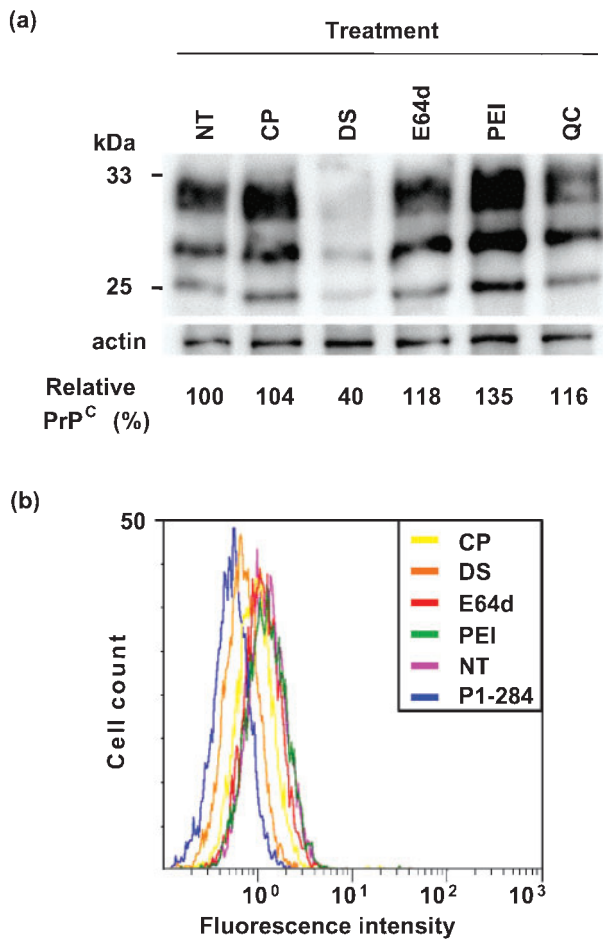 (a)
Treatment
NT CP DS E64d PEI QC
kDa
33
25
actin
Relative PrP^C (%) 100 104 40 118 135 116
(b)
50
CP
DS
E64d
PEI
NT
P1-284
Cell count
10^0 10^1 10^2 10^3
Fluorescence intensity